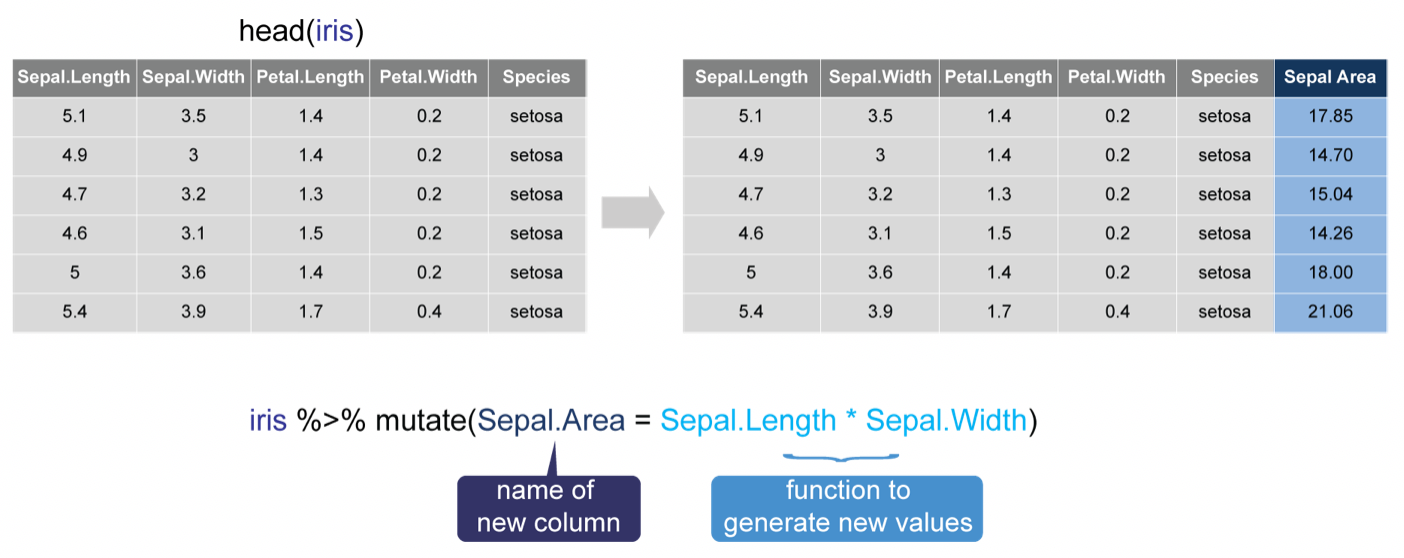 head(iris)
Sepal.Length Sepal.Width Petal.Length Petal.Width Species
5.1 3.5 1.4 0.2 setosa
4.9 3 1.4 0.2 setosa
4.7 3.2 1.3 0.2 setosa
4.6 3.1 1.5 0.2 setosa
5 3.6 1.4 0.2 setosa
5.4 3.9 1.7 0.4 setosa
Sepal.Length Sepal.Width Petal.Length Petal.Width Species Sepal Area
5.1 3.5 1.4 0.2 setosa 17.85
4.9 3 1.4 0.2 setosa 14.70
4.7 3.2 1.3 0.2 setosa 15.04
4.6 3.1 1.5 0.2 setosa 14.26
5 3.6 1.4 0.2 setosa 18.00
5.4 3.9 1.7 0.4 setosa 21.06
iris %>% mutate(Sepal.Area = Sepal.Length * Sepal.Width)
name of
new column
function to
generate new values